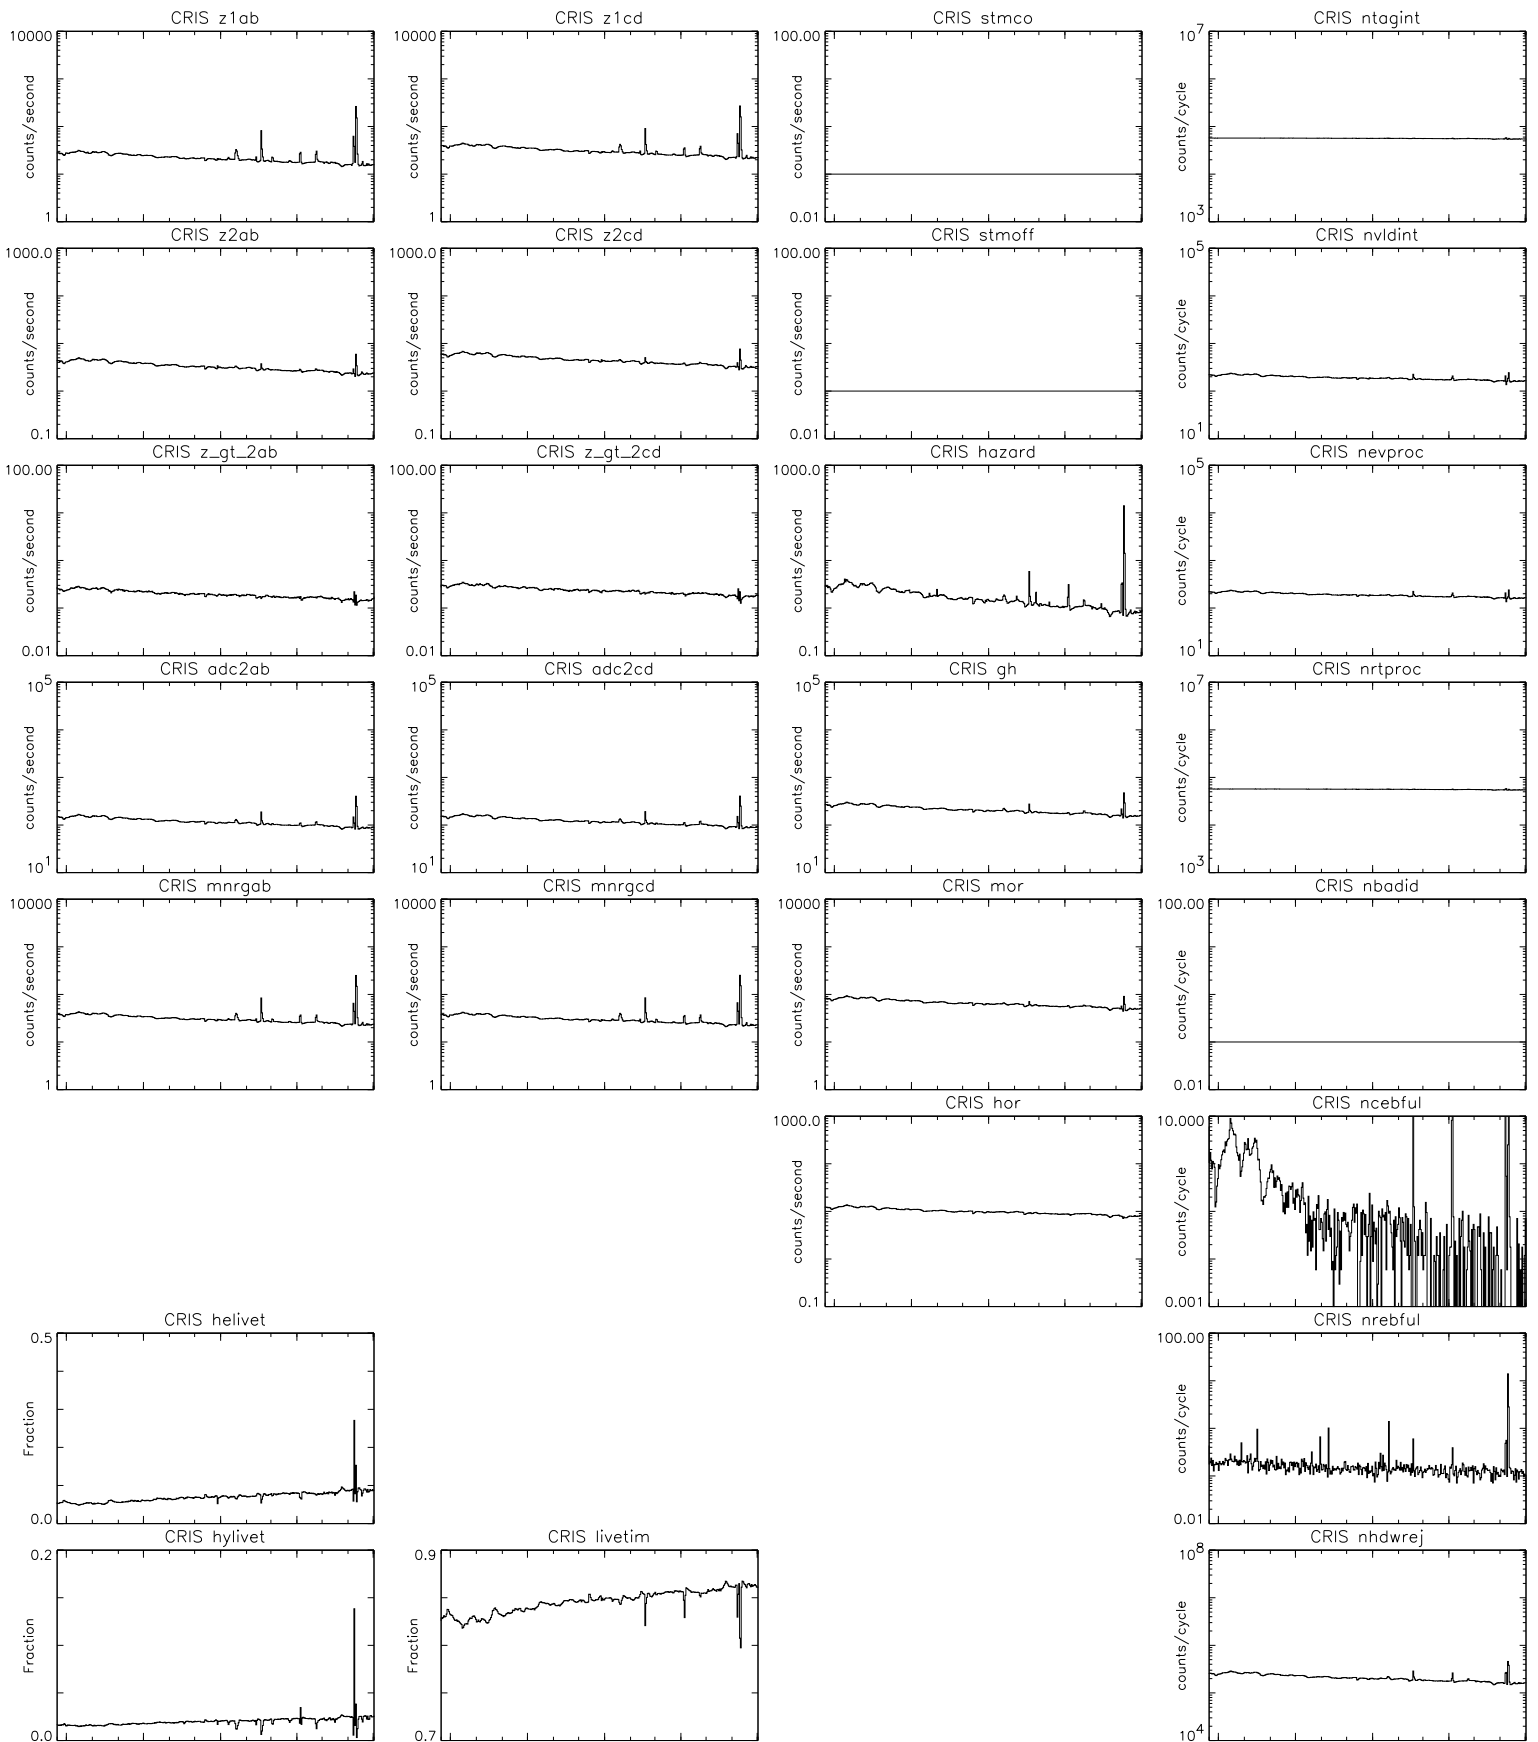 CRIS z1ab
10000
counts/second
1
CRIS z1cd
10000
counts/second
1
CRIS stmco
100.00
counts/second
0.01
CRIS ntagint
10^7
counts/cycle
10^3
CRIS z2ab
1000.0
counts/second
0.1
CRIS z2cd
1000.0
counts/second
0.1
CRIS stmoff
100.00
counts/second
0.01
CRIS nvldint
10^5
counts/cycle
10^1
CRIS z_gt_2ab
100.00
counts/second
0.01
CRIS z_gt_2cd
100.00
counts/second
0.01
CRIS hazard
1000.0
counts/second
0.1
CRIS nevproc
10^5
counts/cycle
10^1
CRIS adc2ab
10^5
counts/second
10^1
CRIS adc2cd
10^5
counts/second
10^1
CRIS gh
10^5
counts/second
10^1
CRIS nrtproc
10^7
counts/cycle
10^3
CRIS mnrgab
10000
counts/second
1
CRIS mnrgcd
10000
counts/second
1
CRIS mor
10000
counts/second
1
CRIS nbadid
100.00
counts/cycle
0.01
CRIS hor
1000.0
counts/second
0.1
CRIS ncebful
10.000
counts/cycle
0.001
CRIS helivet
0.5
Fraction
0.0
CRIS nrebful
100.00
counts/cycle
0.01
CRIS hylivet
0.2
Fraction
0.0
CRIS livetim
0.9
Fraction
0.7
CRIS nhdwrej
10^8
counts/cycle
10^4